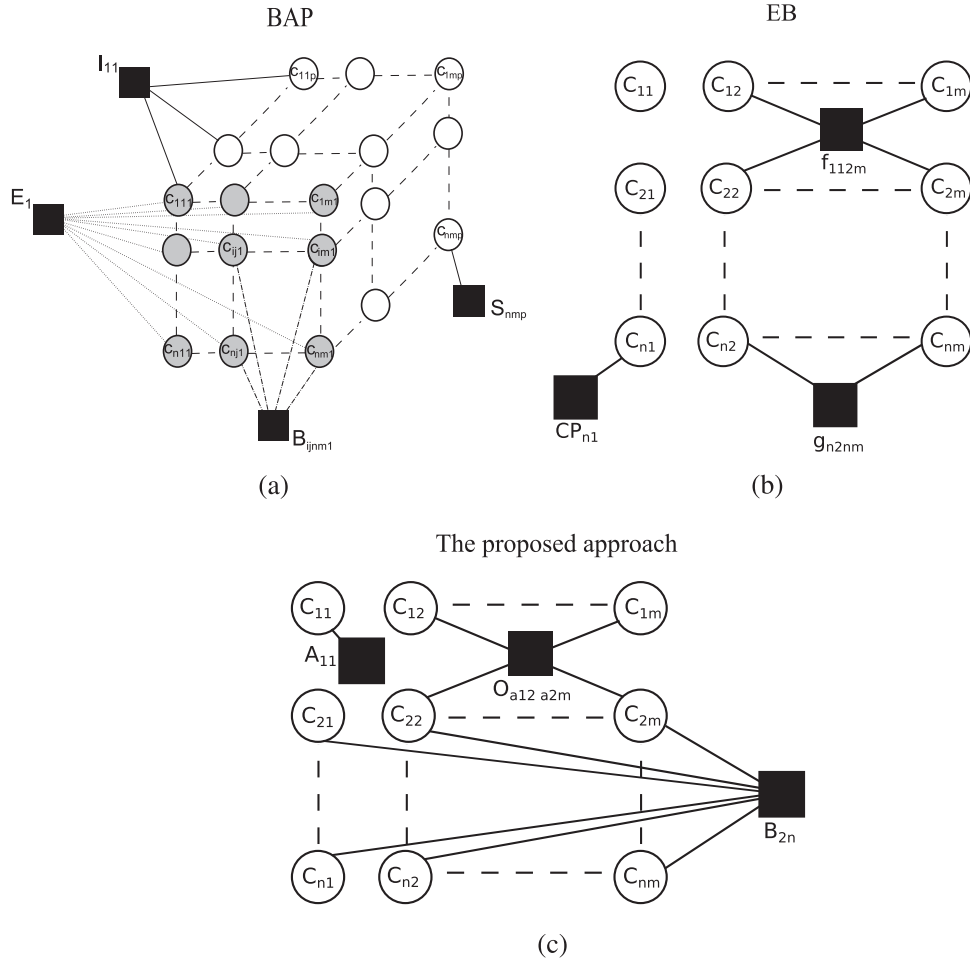 BAP
EB
I11
c11p
c1mp
E1
c111
c1m1
cij1
cim1
cnmp
Snmp
cn11
cnj1
cnm1
Bijnm1
(a)
C11
C12
C1m
f112m
C21
C22
C2m
Cn1
Cn2
Cnm
CPn1
gn2nm
(b)
The proposed approach
C11
C12
C1m
A11
Oa12 a2m
C21
C22
C2m
B2n
Cn1
Cn2
Cnm
(c)